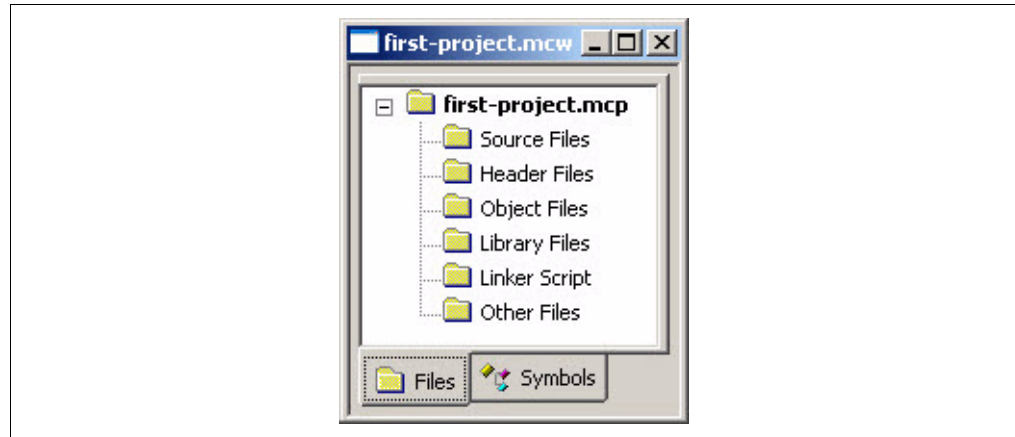 first-project.mcw
first-project.mcp
Source Files
Header Files
Object Files
Library Files
Linker Script
Other Files
Files
Symbols